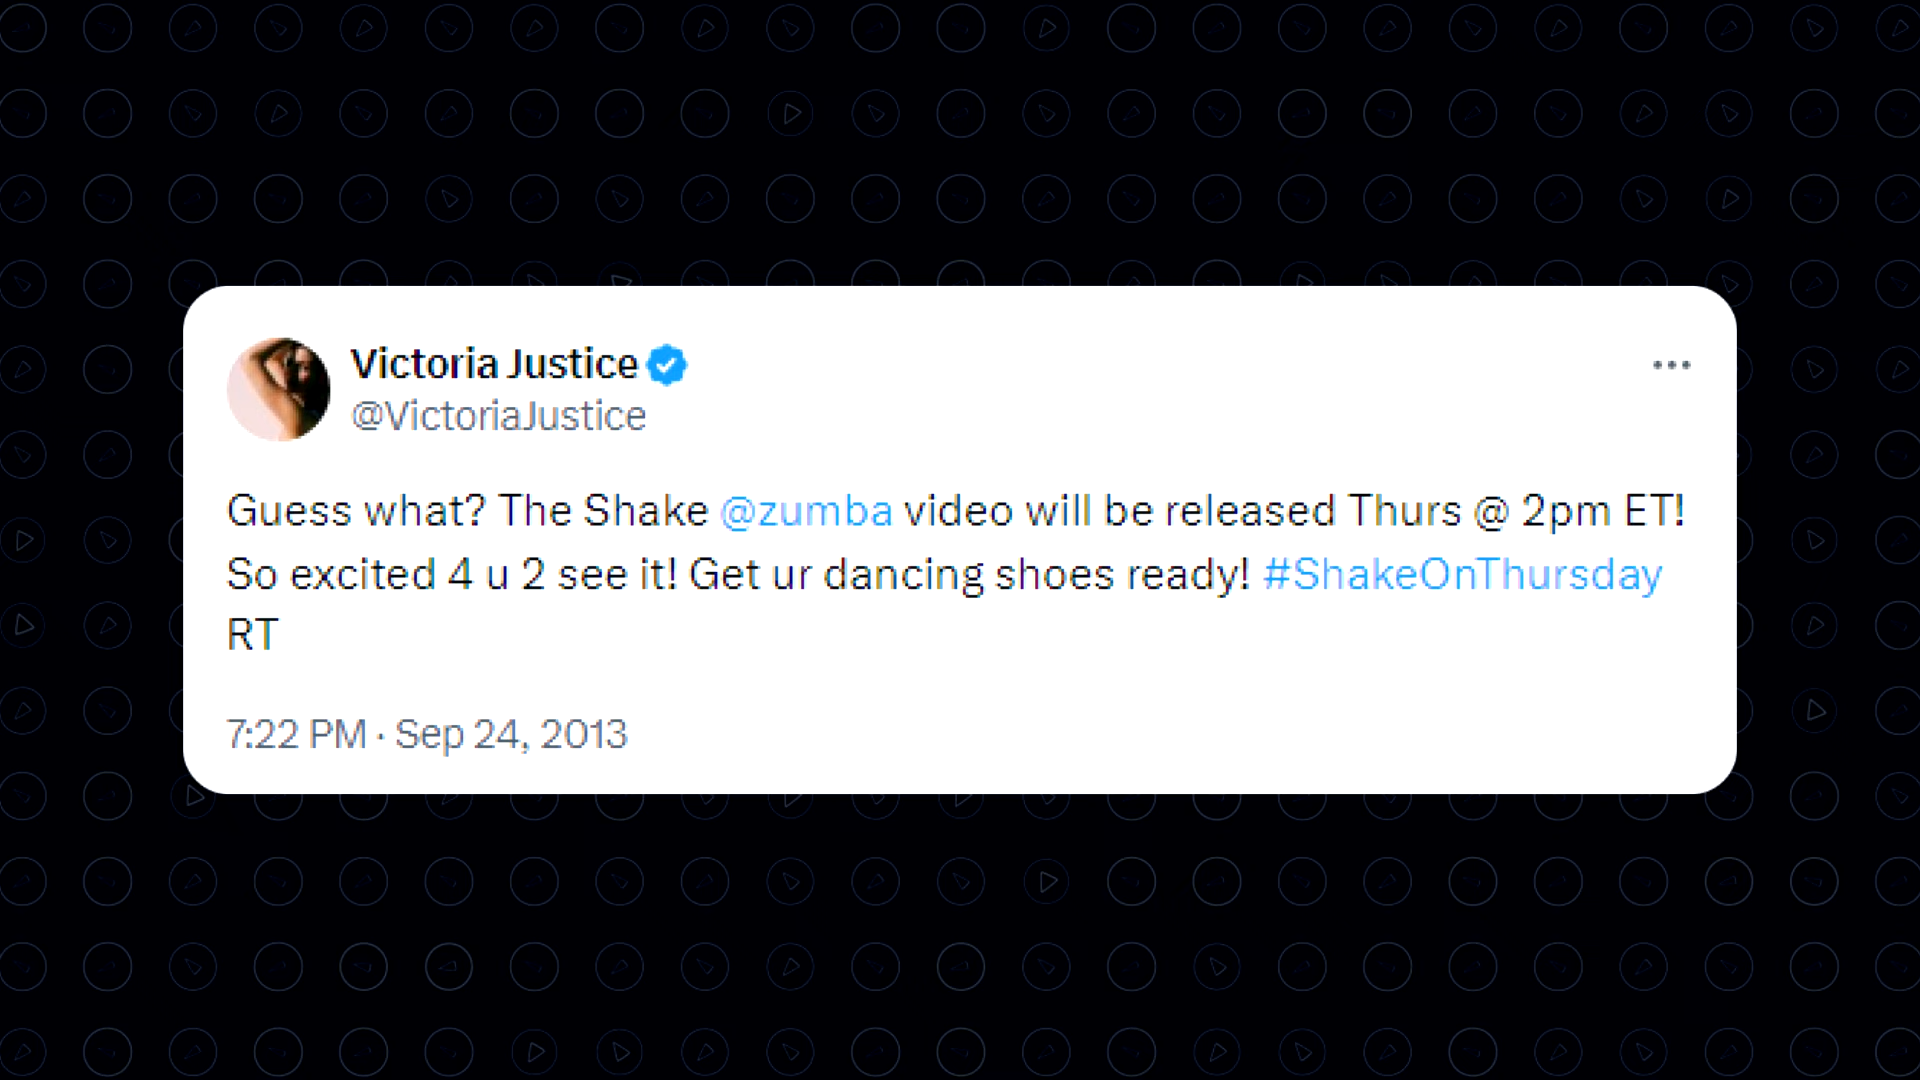 Victoria Justice
@VictoriaJustice
Guess what? The Shake @zumba video will be released Thurs @ 2pm ET!
So excited 4 u 2 see it! Get ur dancing shoes ready! #ShakeOnThursday
RT
7:22 PM · Sep 24, 2013